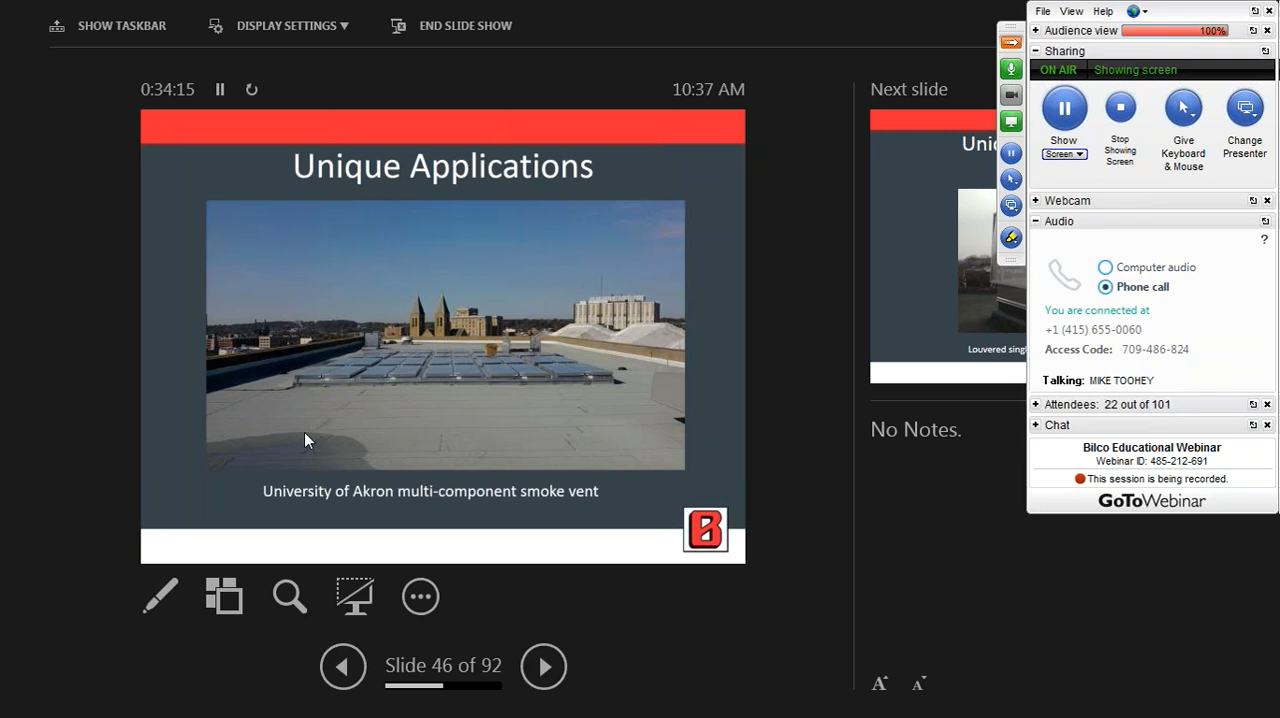 SHOW TASKBAR
DISPLAY SETTINGS
END SLIDE SHOW
0:34:15
10:37 AM
Unique Applications
University of Akron multi-component smoke vent
B
Slide 46 of 92
Next slide
Louvered
No Notes.
A
A
File View Help
Audience view 100%
Sharing
ON AIR Showing screen
Show
Screen
Stop
Showing
Screen
Give
Keyboard
& Mouse
Change
Presenter
Webcam
Audio
?
Computer audio
Phone call
You are connected at
+1 (415) 655-0060
Access Code: 709-486-824
Talking: MIKE TOOHEY
Attendees: 22 out of 101
Chat
Bilco Educational Webinar
Webinar ID: 485-212-691
This session is being recorded.
GoToWebinar